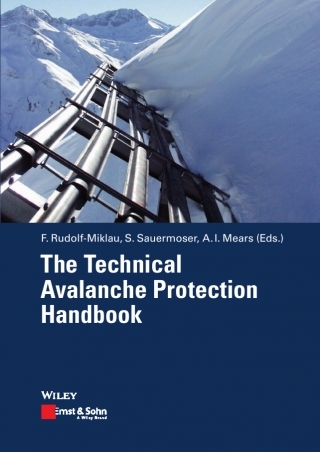 F. Rudolf-Miklau, S. Sauermoser, A. I. Mears (Eds.)
The Technical
Avalanche Protection
Handbook
WILEY
Ernst & Sohn
A Wiley Brand